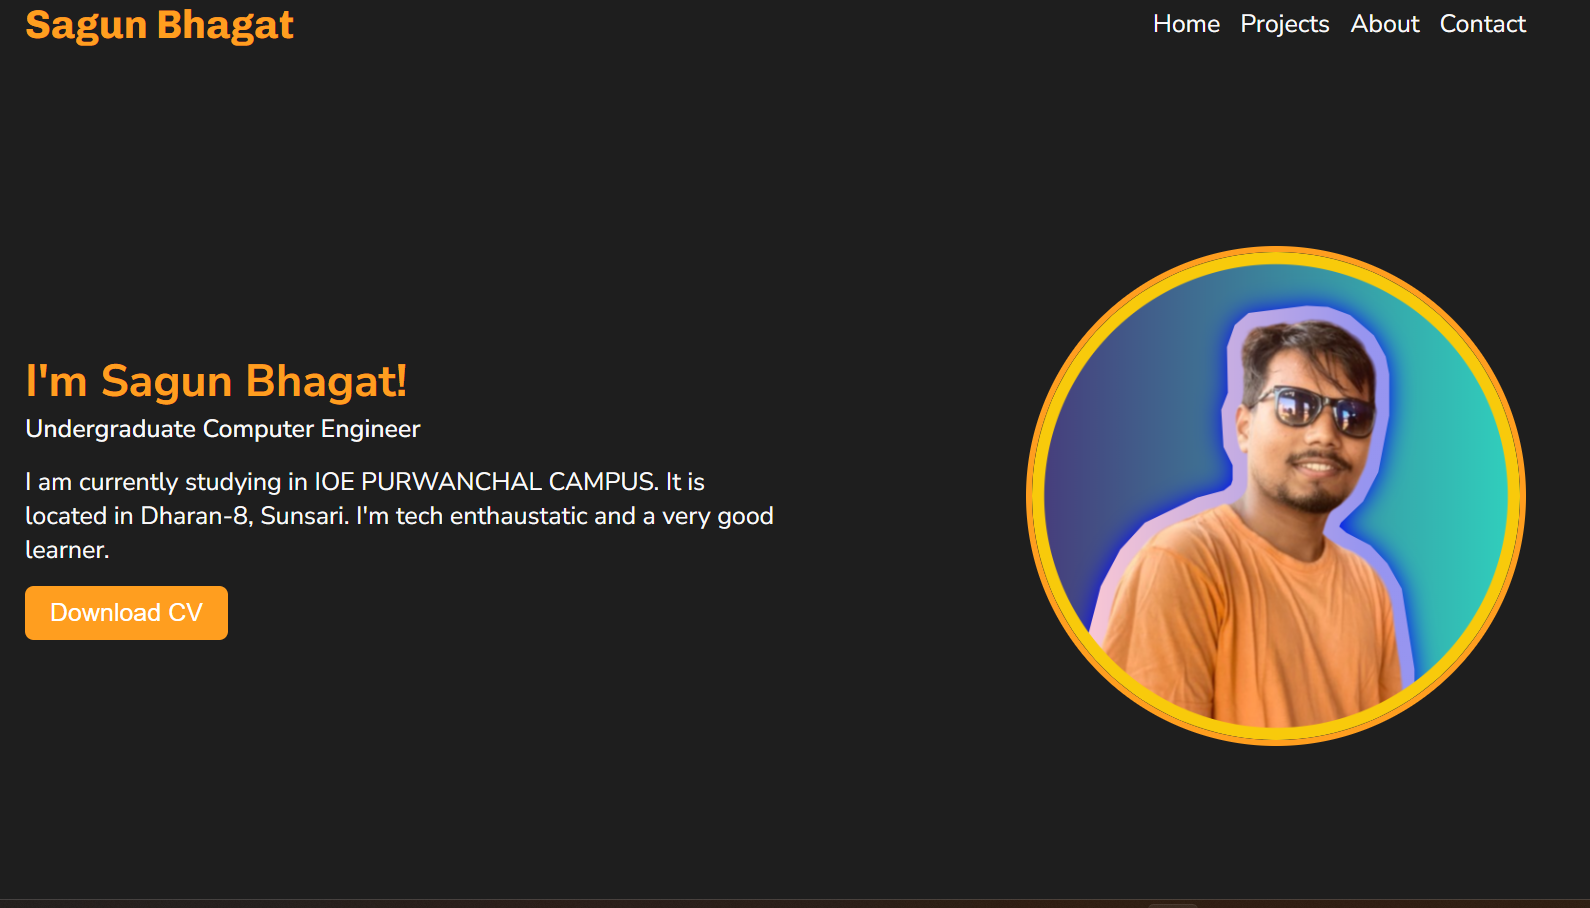 Sagun Bhagat
Home Projects About Contact
I'm Sagun Bhagat!
Undergraduate Computer Engineer
I am currently studying in IOE PURWANCHAL CAMPUS. It is
located in Dharan-8, Sunsari. I'm tech enthaustatic and a very good
learner.
Download CV